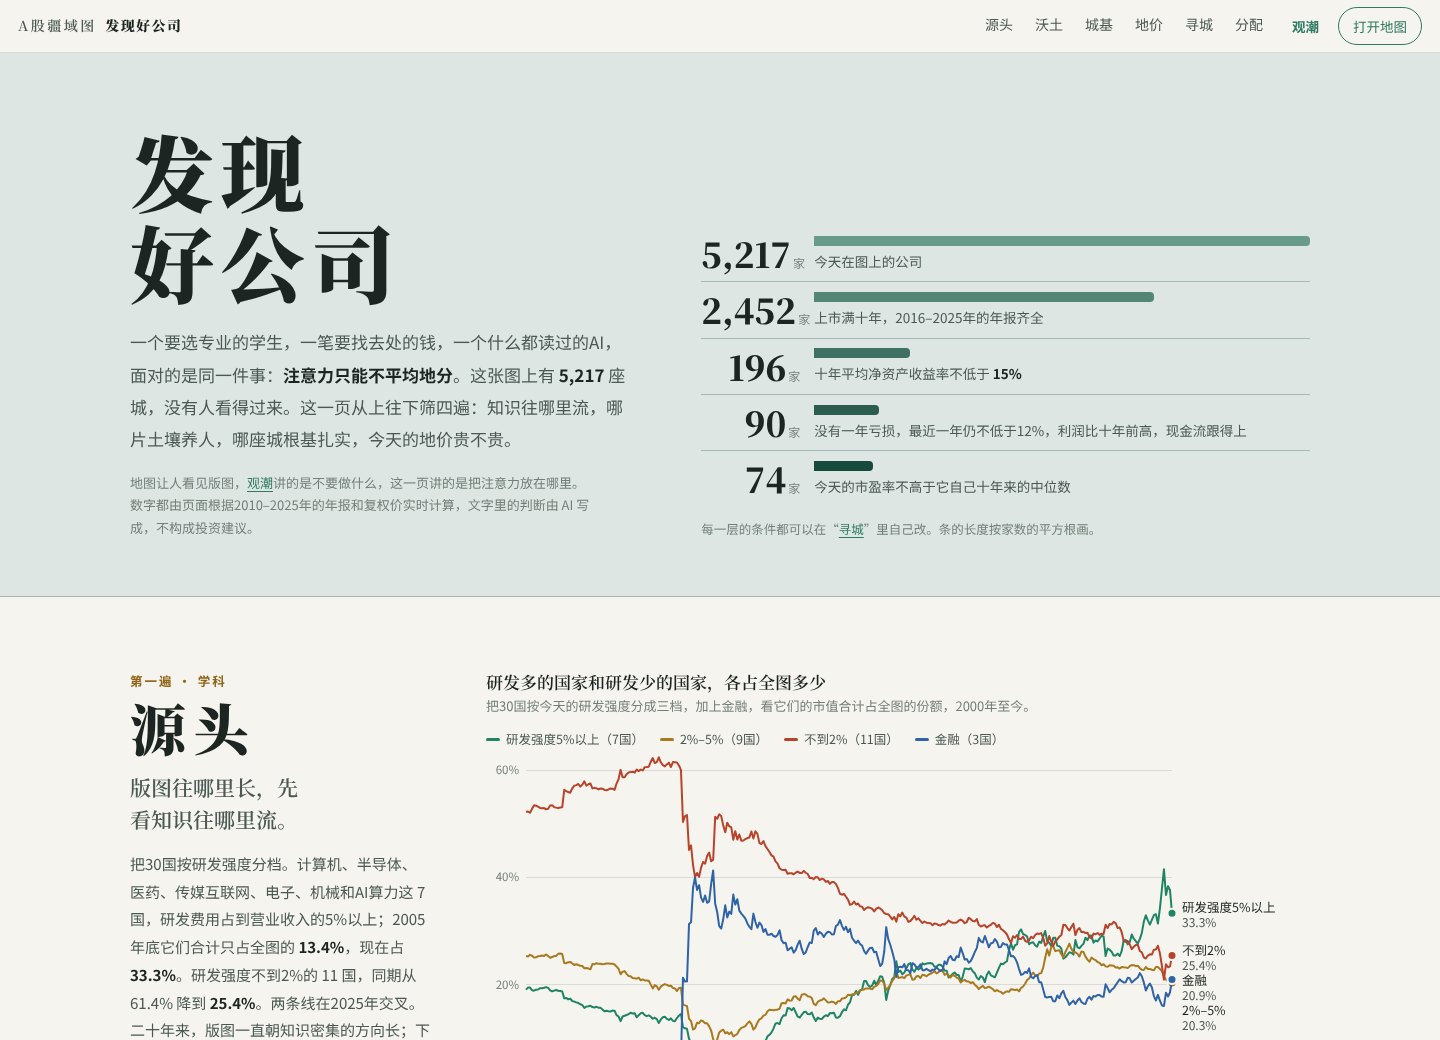 A股疆域图 发现好公司
源头 沃土 城基 地价 寻城 分配 观潮 打开地图
发现
好公司
一个要选专业的学生，一笔要找去处的钱，一个什么都读过的AI，
面对的是同一件事：注意力只能不平均地分。这张图上有 5,217 座
城，没有人看得过来。这一页从上往下筛四遍：知识往哪里流，哪
片土壤养人，哪座城根基扎实，今天的地价贵不贵。
地图让人看见版图，观潮讲的是不要做什么，这一页讲的是把注意力放在哪里。
数字都由页面根据2010–2025年的年报和复权价实时计算，文字里的判断由 AI 写
成，不构成投资建议。
5,217 家 今天在图上的公司
2,452 家 上市满十年，2016–2025年的年报齐全
196 家 十年平均净资产收益率不低于 15%
90 家 没有一年亏损，最近一年仍不低于12%，利润比十年前高，现金流跟得上
74 家 今天的市盈率不高于它自己十年来的中位数
每一层的条件都可以在“寻城”里自己改。条的长度按家数的平方根画。
第一遍 · 学科
源头
版图往哪里长，先
看知识往哪里流。
把30国按研发强度分档。计算机、半导体、
医药、传媒互联网、电子、机械和AI算力这 7
国，研发费用占到营业收入的5%以上；2005
年底它们合计只占全图的 13.4%，现在占
33.3%。研发强度不到2%的 11 国，同期从
61.4% 降到 25.4%。两条线在2025年交叉。
二十年来，版图一直朝知识密集的方向长；下
研发多的国家和研发少的国家，各占全图多少
把30国按今天的研发强度分成三档，加上金融，看它们的市值合计占全图的份额，2000年至今。
研发强度5%以上（7国） 2%–5%（9国） 不到2%（11国） 金融（3国）
60%
40%
20%
研发强度5%以上
33.3%
不到2%
25.4%
金融
20.9%
2%–5%
20.3%